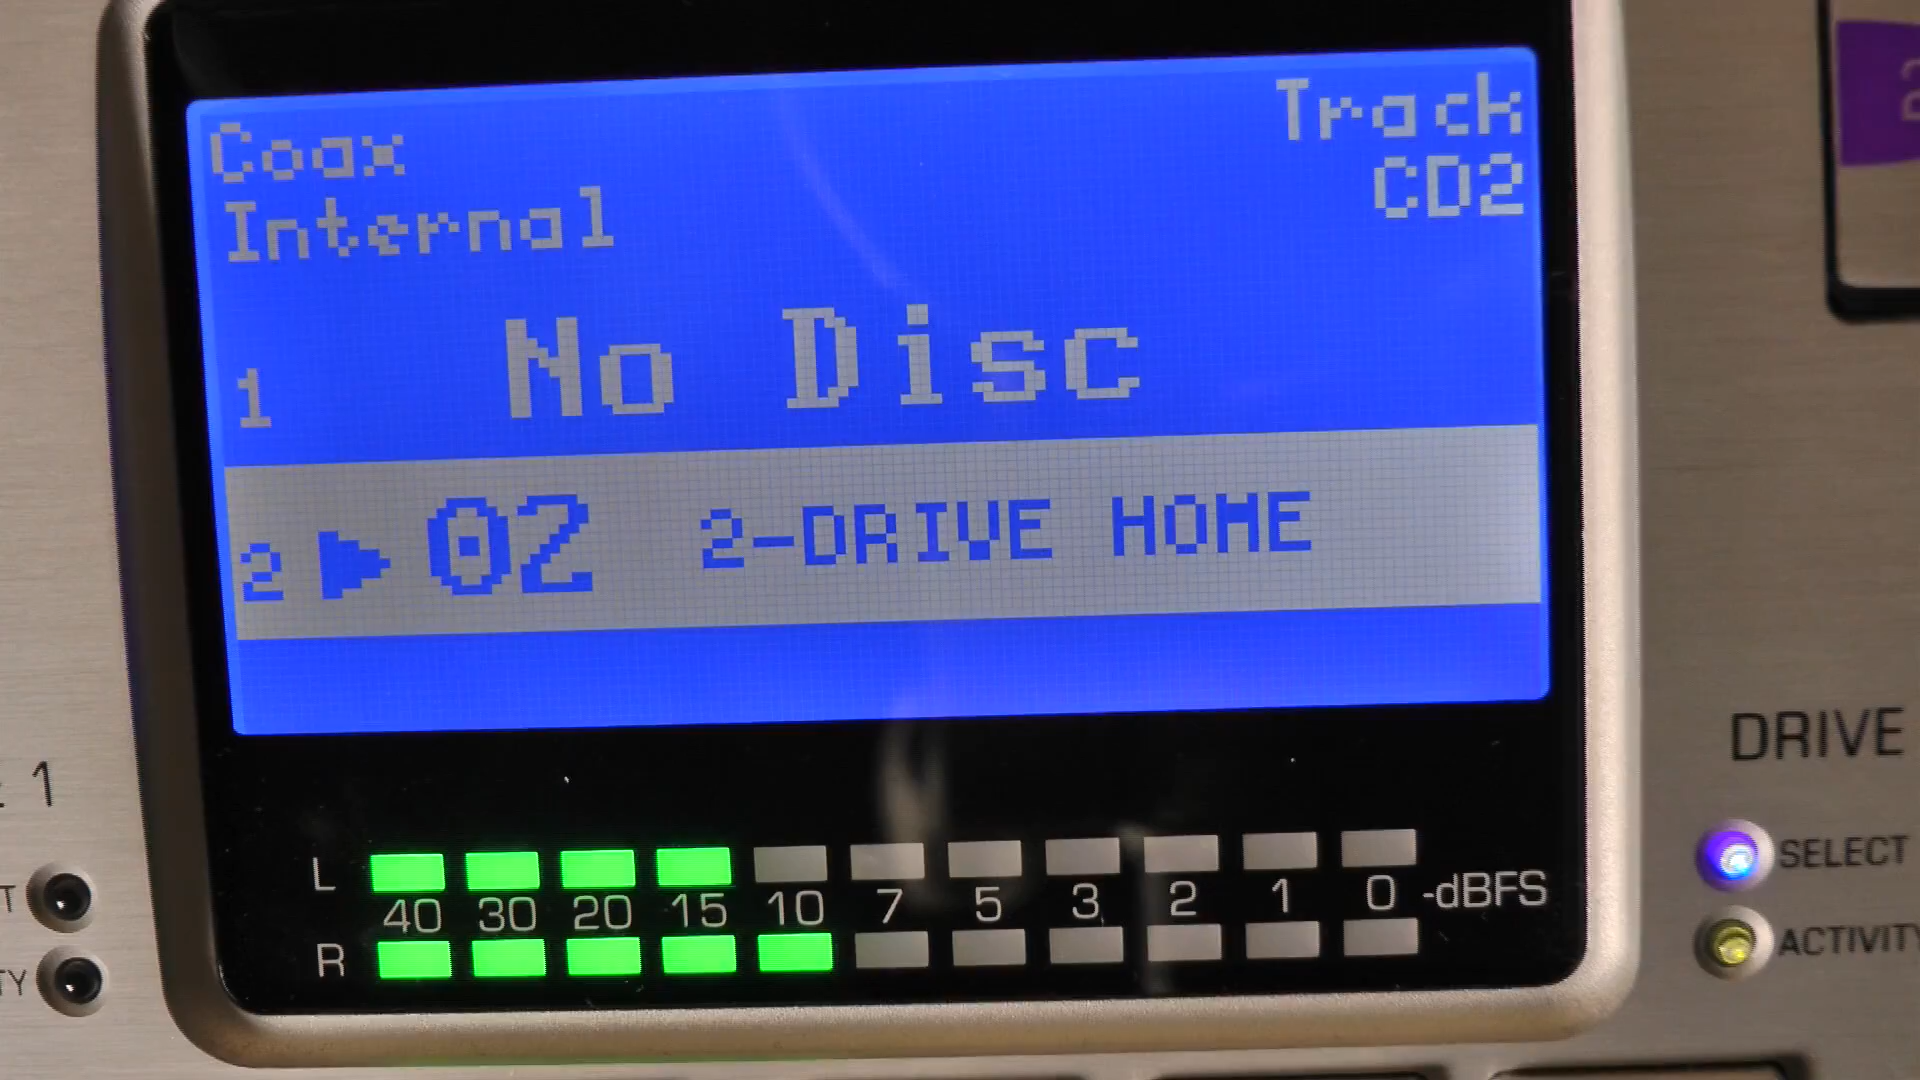 Coax
Track
Internal
CD2
1 No Disc
2 02 2-DRIVE HOME
1
DRIVE
L
40 30 20 15 10 7 5 3 2 1 0 -dBFS
R
SELECT
ACTIVITY